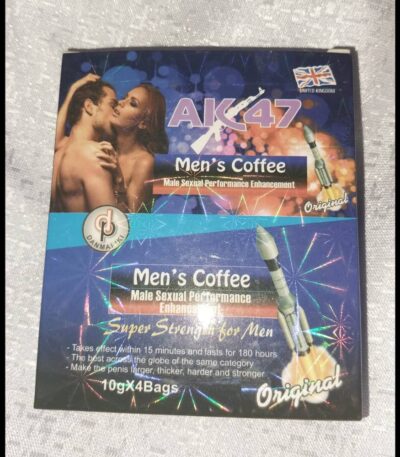 UNITED KINGDOM
AK47
Men's Coffee
Male Sexual Performance Enhancement
Original
Men's Coffee
Male Sexual Performance
Enhancement
Super Strength for Men
- Takes effect within 15 minutes and lasts for 180 hours
- The best across the globe of the same category
- Make the penis larger, thicker, harder and stronger
10gX4Bags
Original